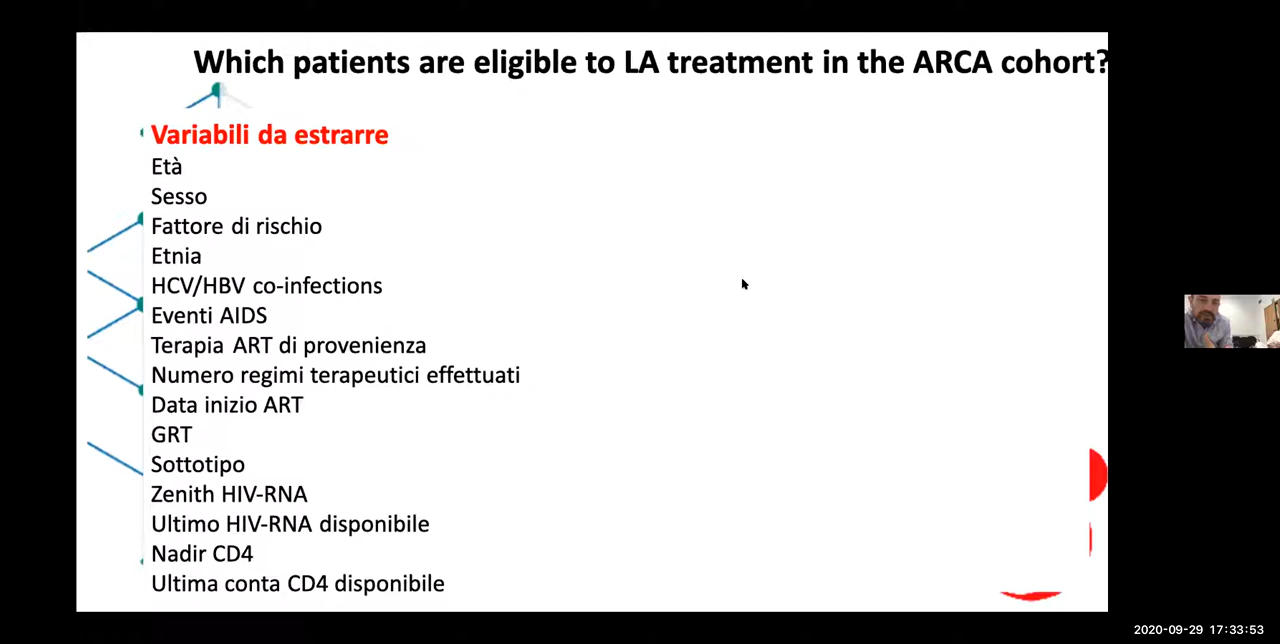 Which patients are eligible to LA treatment in the ARCA cohort?
Variabili da estrarre
Età
Sesso
Fattore di rischio
Etnia
HCV/HBV co-infections
Eventi AIDS
Terapia ART di provenienza
Numero regimi terapeutici effettuati
Data inizio ART
GRT
Sottotipo
Zenith HIV-RNA
Ultimo HIV-RNA disponibile
Nadir CD4
Ultima conta CD4 disponibile
2020-09-29 17:33:53